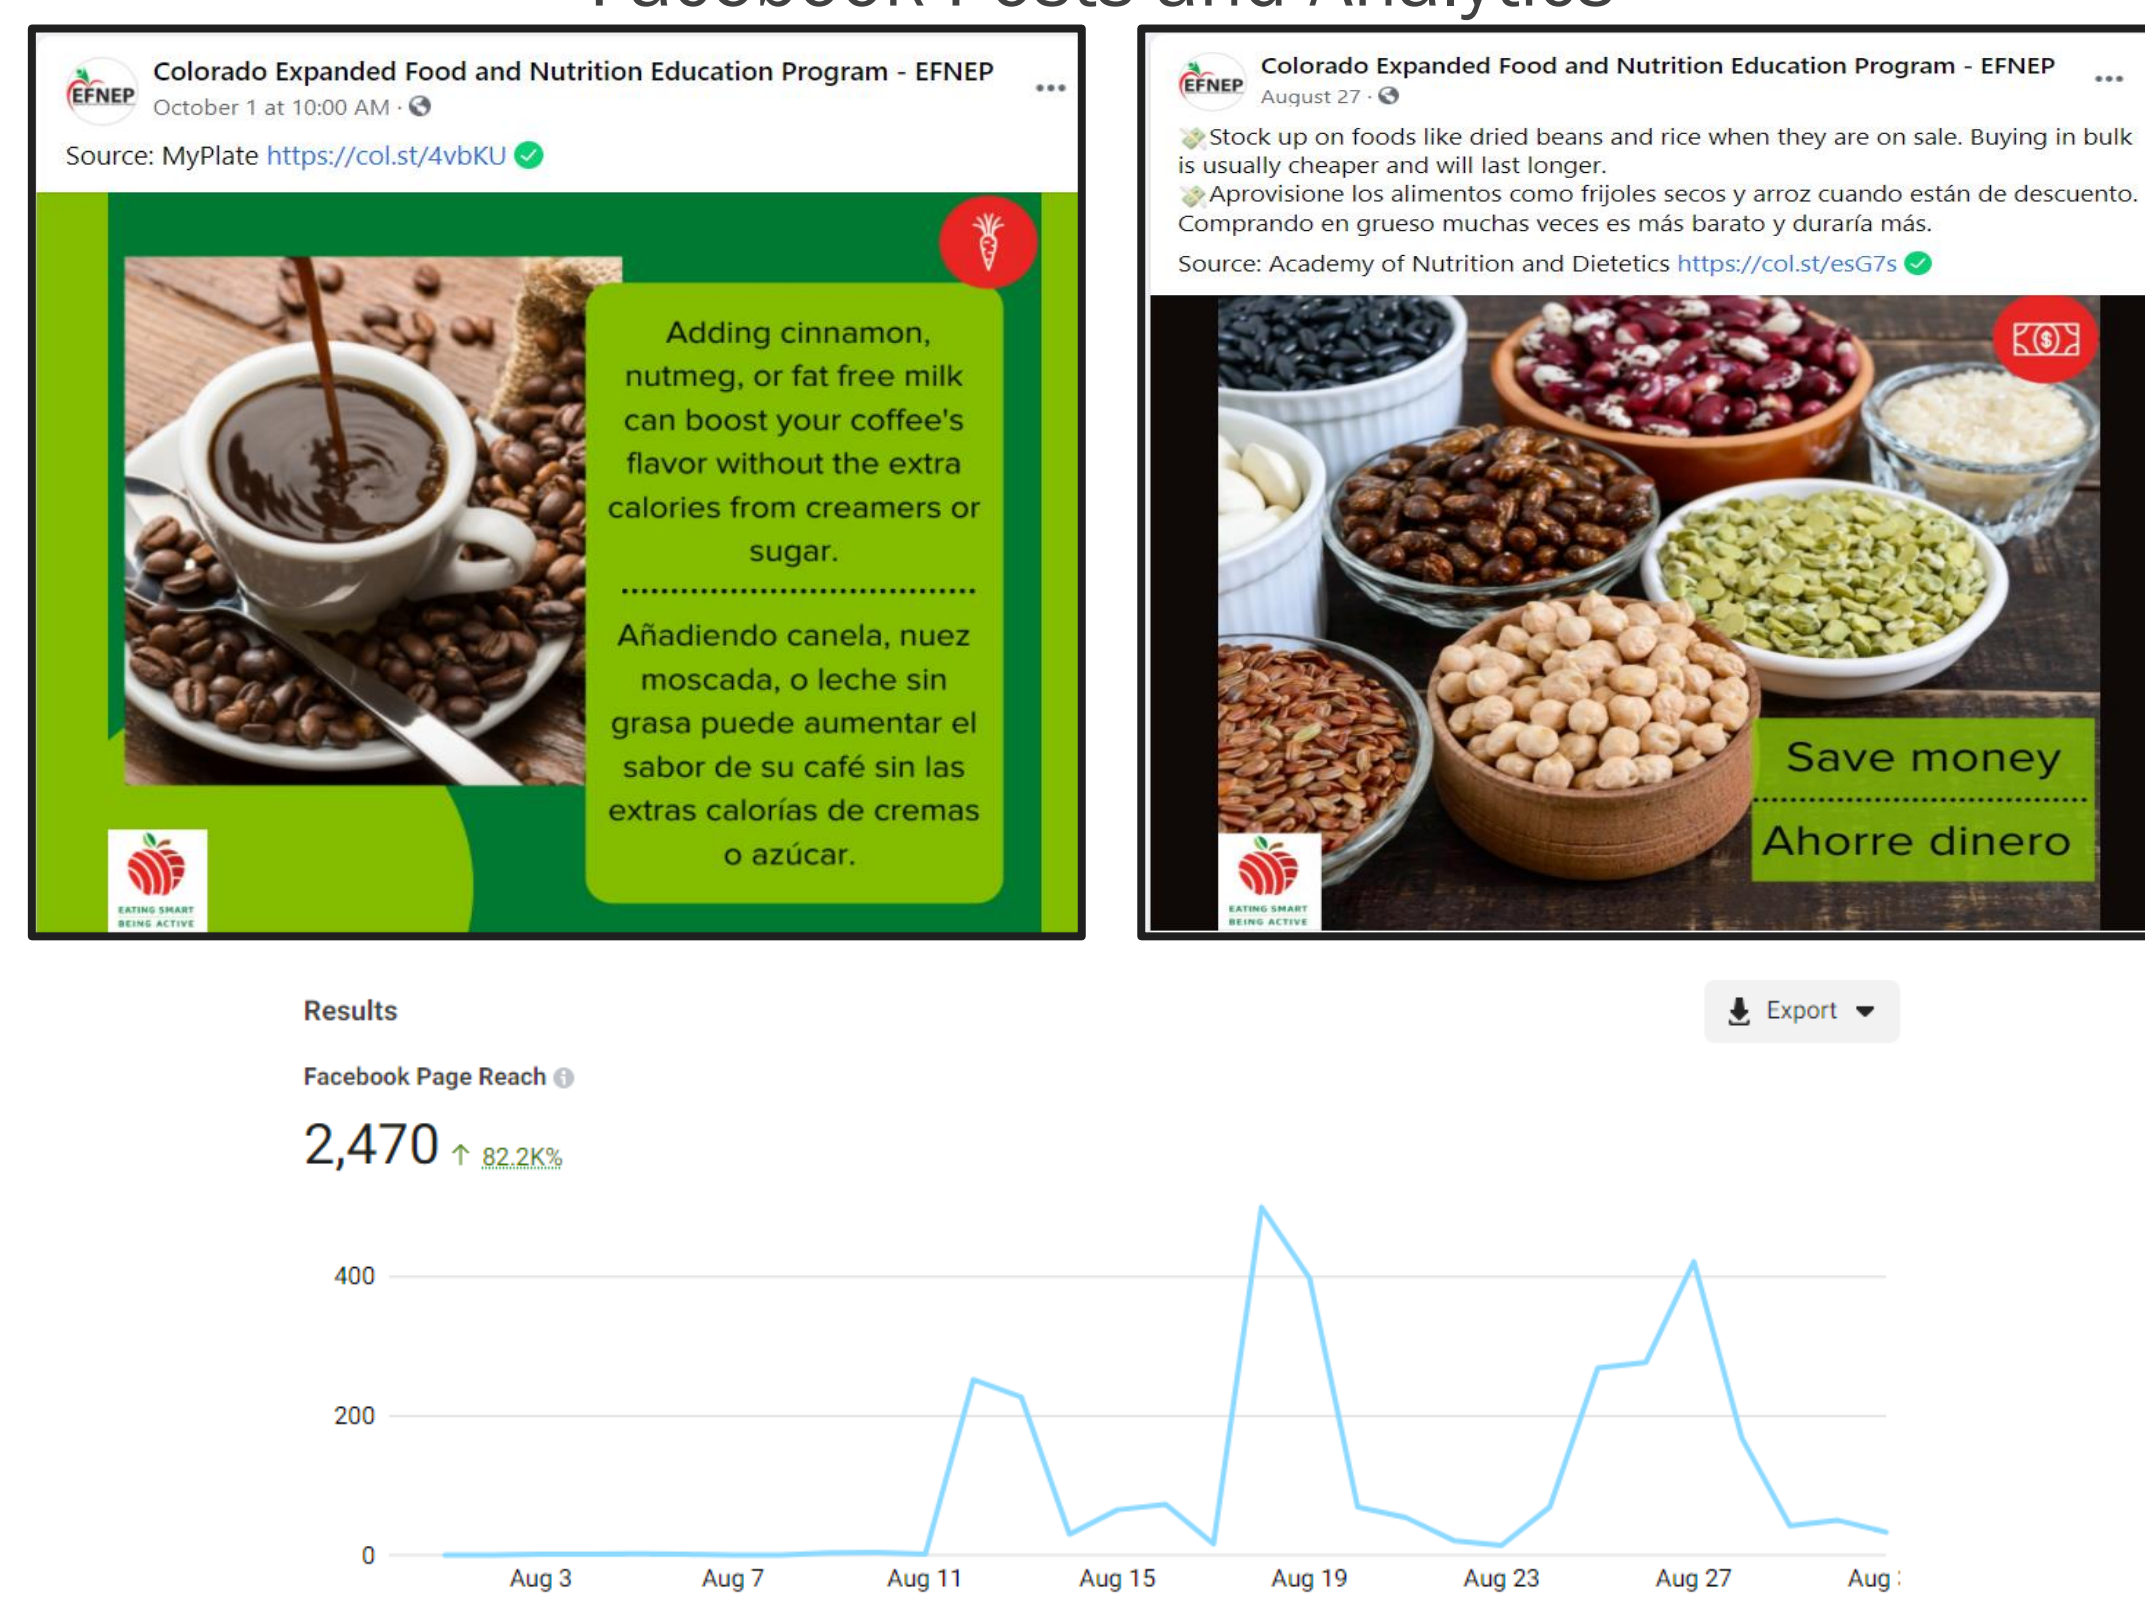 Facebook Posts and Analytics
EFNEP
Colorado Expanded Food and Nutrition Education Program - EFNEP
October 1 at 10:00 AM ·
Source: MyPlate https://col.st/4vbKU
Adding cinnamon,
nutmeg, or fat free milk
can boost your coffee's
flavor without the extra
calories from creamers or
sugar.
Añadiendo canela, nuez
moscada, o leche sin
grasa puede aumentar el
sabor de su café sin las
extras calorías de cremas
o azúcar.
EATING SMART
BEING ACTIVE
EFNEP
Colorado Expanded Food and Nutrition Education Program - EFNEP
August 27 ·
Stock up on foods like dried beans and rice when they are on sale. Buying in bulk
is usually cheaper and will last longer.
Aprovisione los alimentos como frijoles secos y arroz cuando están de descuento.
Comprando en grueso muchas veces es más barato y duraría más.
Source: Academy of Nutrition and Dietetics https://col.st/esG7s
Save money
Ahorre dinero
EATING SMART
BEING ACTIVE
Results
Export
Facebook Page Reach
2,470 ↑ 82.2K%
400
200
0
Aug 3 Aug 7 Aug 11 Aug 15 Aug 19 Aug 23 Aug 27 Aug